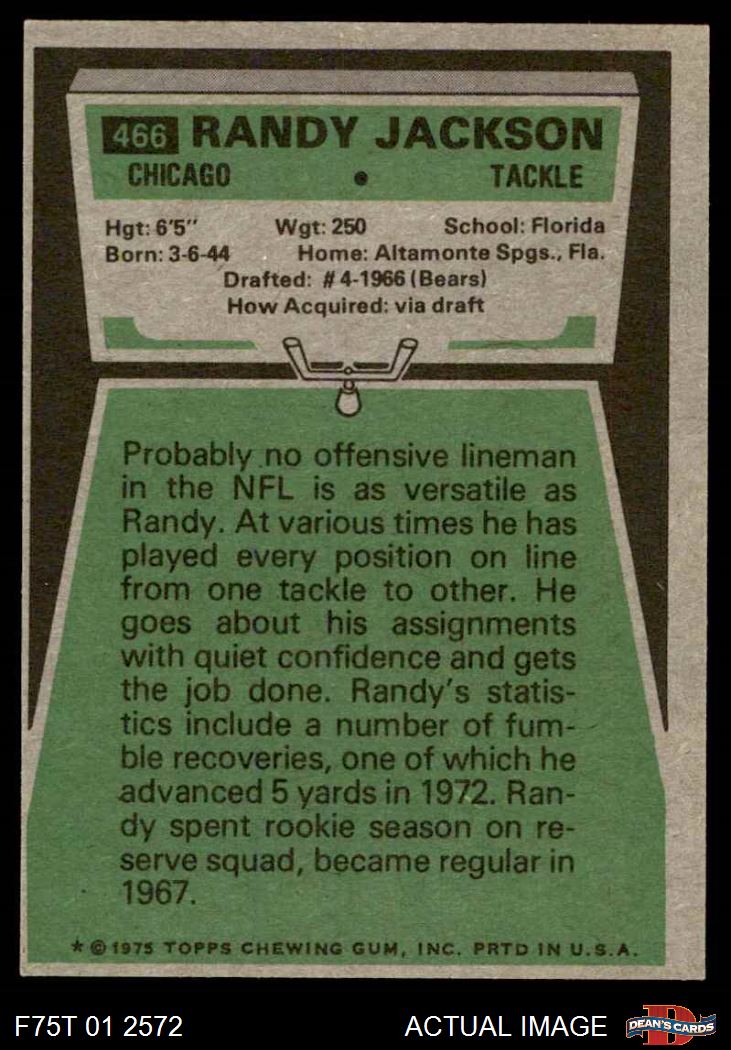 466 RANDY JACKSON
CHICAGO • TACKLE
Hgt: 6'5" Wgt: 250 School: Florida
Born: 3-6-44 Home: Altamonte Spgs., Fla.
Drafted: #4-1966 (Bears)
How Acquired: via draft
Probably no offensive lineman
in the NFL is as versatile as
Randy. At various times he has
played every position on line
from one tackle to other. He
goes about his assignments
with quiet confidence and gets
the job done. Randy's statis-
tics include a number of fum-
ble recoveries, one of which he
advanced 5 yards in 1972. Ran-
dy spent rookie season on re-
serve squad, became regular in
1967.
★ © 1975 TOPPS CHEWING GUM, INC. PRTD IN U.S.A.
F75T 01 2572 ACTUAL IMAGE D DEAN'S CARDS